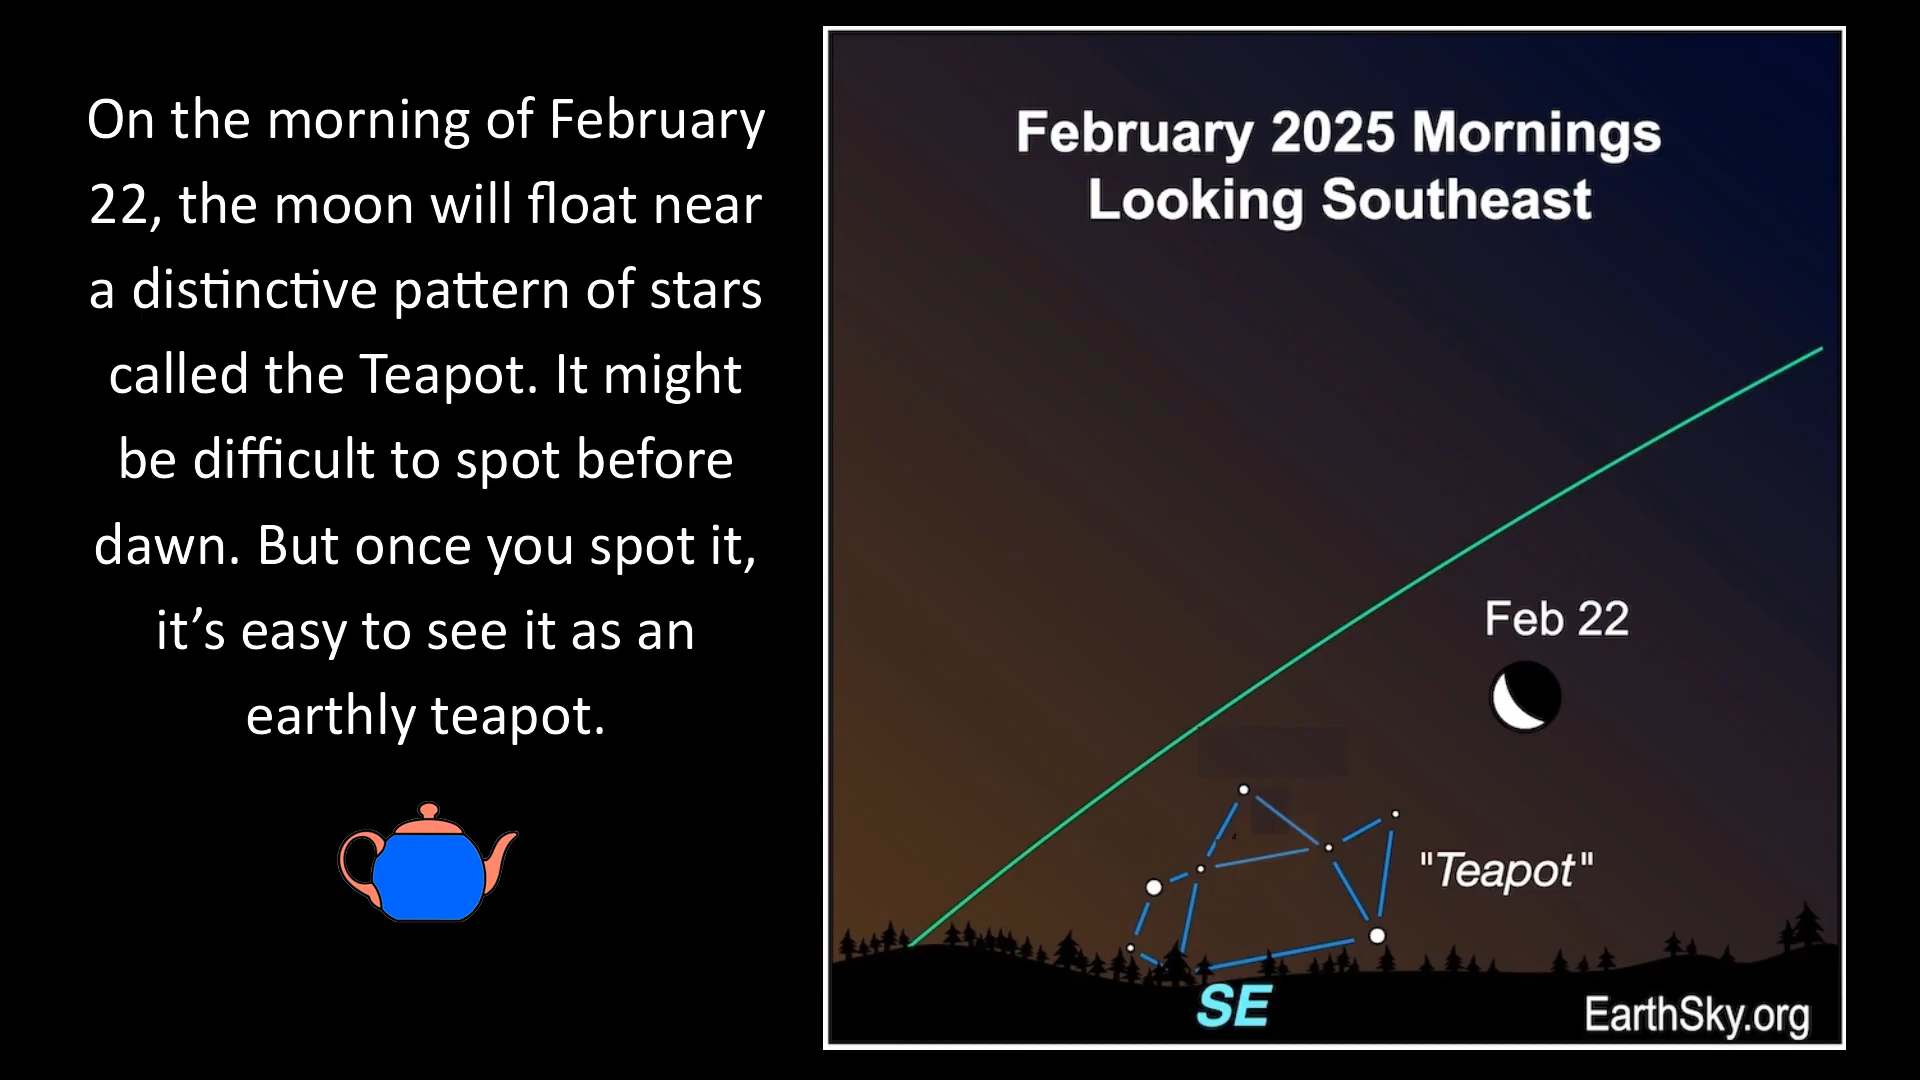 On the morning of February
22, the moon will float near
a distinctive pattern of stars
called the Teapot. It might
be difficult to spot before
dawn. But once you spot it,
it’s easy to see it as an
earthly teapot.
February 2025 Mornings
Looking Southeast
Feb 22
"Teapot"
SE
EarthSky.org